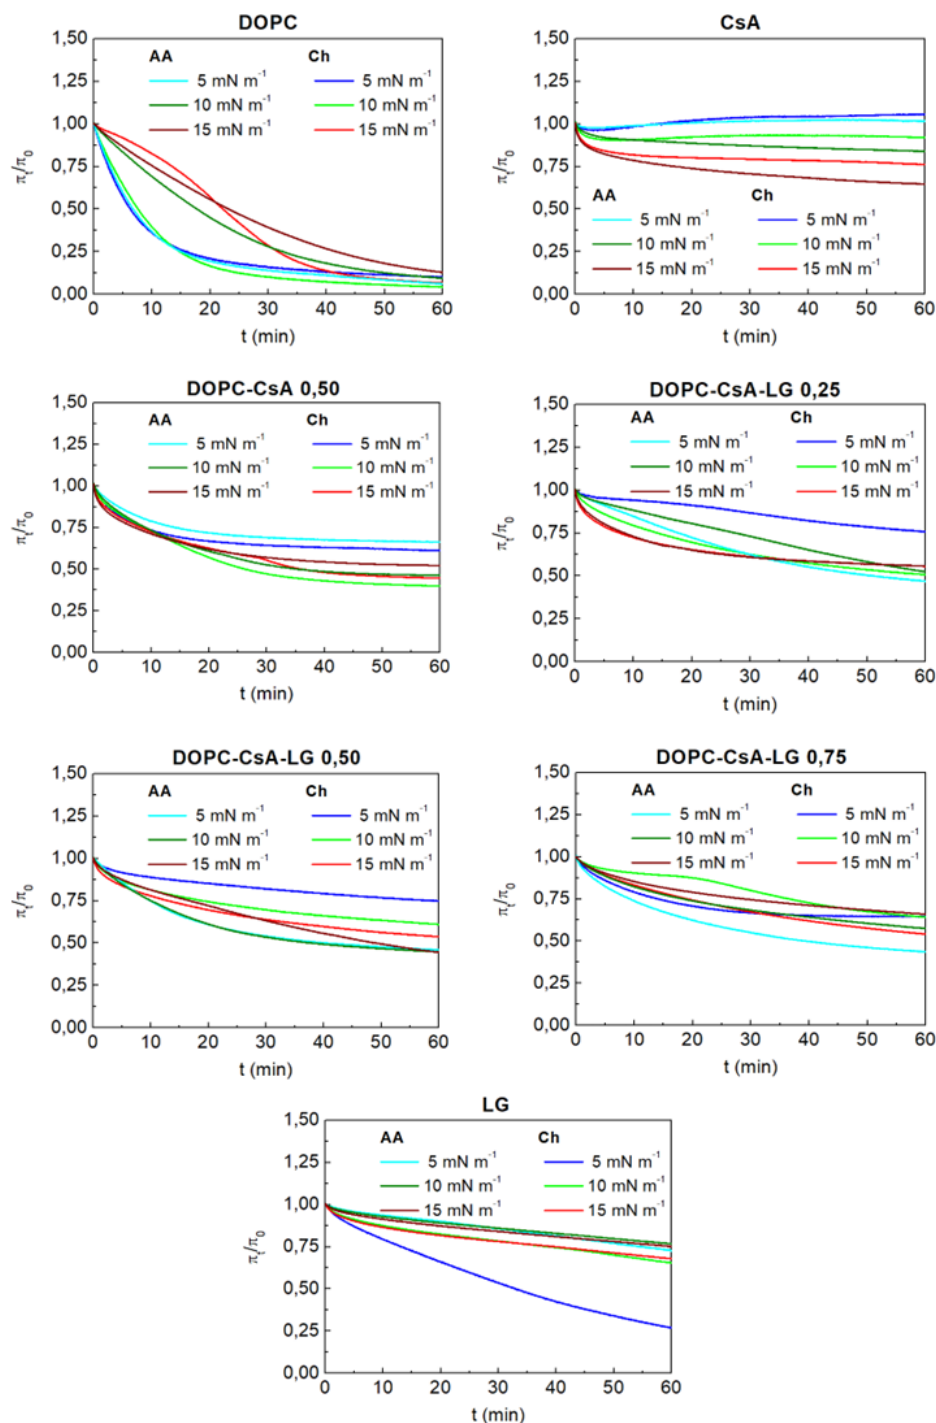 DOPC
1,50
1,25
1,00
0,75
0,50
0,25
0,00
πt/π0
AA Ch
5 mN m⁻¹ 5 mN m⁻¹
10 mN m⁻¹ 10 mN m⁻¹
15 mN m⁻¹ 15 mN m⁻¹
0 10 20 30 40 50 60
t (min)
CsA
1,50
1,25
1,00
0,75
0,50
0,25
0,00
πt/π0
AA Ch
5 mN m⁻¹ 5 mN m⁻¹
10 mN m⁻¹ 10 mN m⁻¹
15 mN m⁻¹ 15 mN m⁻¹
0 10 20 30 40 50 60
t (min)
DOPC-CsA 0,50
1,50
1,25
1,00
0,75
0,50
0,25
0,00
πt/π0
AA Ch
5 mN m⁻¹ 5 mN m⁻¹
10 mN m⁻¹ 10 mN m⁻¹
15 mN m⁻¹ 15 mN m⁻¹
0 10 20 30 40 50 60
t (min)
DOPC-CsA-LG 0,25
1,50
1,25
1,00
0,75
0,50
0,25
0,00
πt/π0
AA Ch
5 mN m⁻¹ 5 mN m⁻¹
10 mN m⁻¹ 10 mN m⁻¹
15 mN m⁻¹ 15 mN m⁻¹
0 10 20 30 40 50 60
t (min)
DOPC-CsA-LG 0,50
1,50
1,25
1,00
0,75
0,50
0,25
0,00
πt/π0
AA Ch
5 mN m⁻¹ 5 mN m⁻¹
10 mN m⁻¹ 10 mN m⁻¹
15 mN m⁻¹ 15 mN m⁻¹
0 10 20 30 40 50 60
t (min)
DOPC-CsA-LG 0,75
1,50
1,25
1,00
0,75
0,50
0,25
0,00
πt/π0
AA Ch
5 mN m⁻¹ 5 mN m⁻¹
10 mN m⁻¹ 10 mN m⁻¹
15 mN m⁻¹ 15 mN m⁻¹
0 10 20 30 40 50 60
t (min)
LG
1,50
1,25
1,00
0,75
0,50
0,25
0,00
πt/π0
AA Ch
5 mN m⁻¹ 5 mN m⁻¹
10 mN m⁻¹ 10 mN m⁻¹
15 mN m⁻¹ 15 mN m⁻¹
0 10 20 30 40 50 60
t (min)